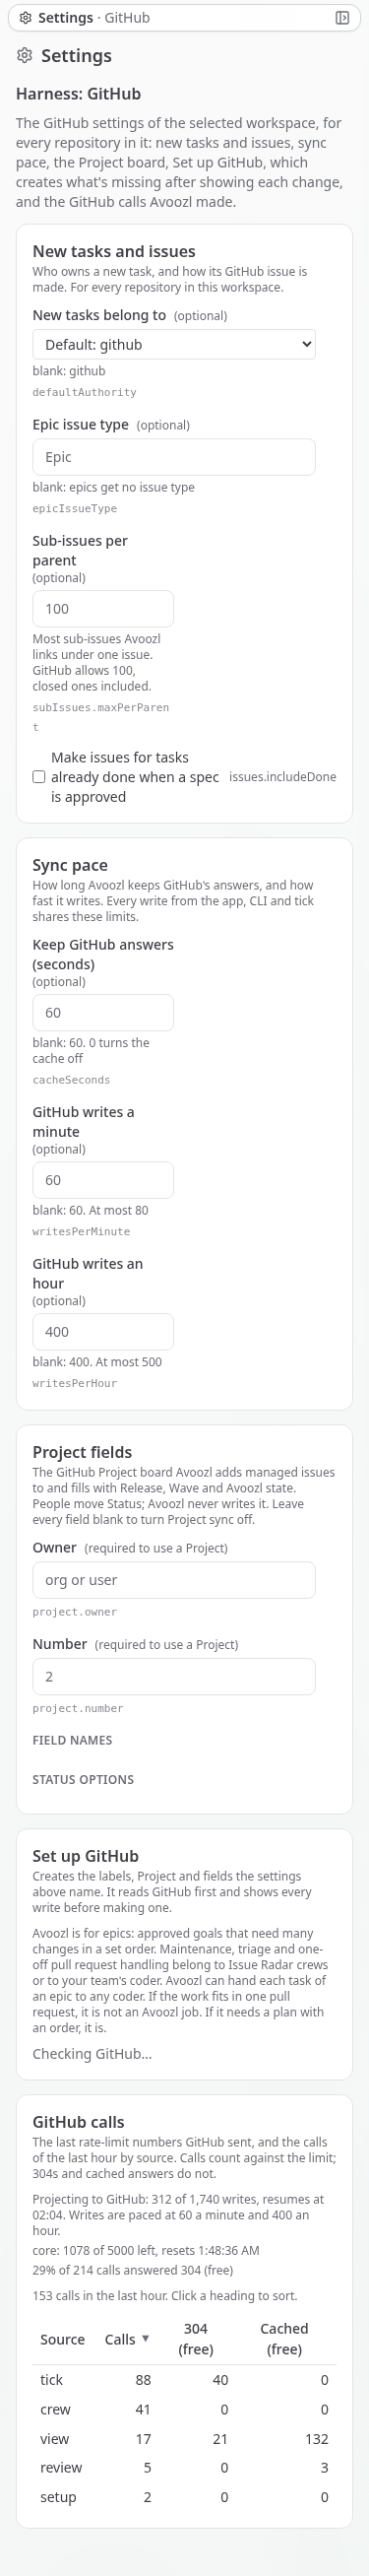 Settings · GitHub
Settings
Harness: GitHub
The GitHub settings of the selected workspace, for
every repository in it: new tasks and issues, sync
pace, the Project board, Set up GitHub, which
creates what's missing after showing each change,
and the GitHub calls Avoozl made.
New tasks and issues
Who owns a new task, and how its GitHub issue is
made. For every repository in this workspace.
New tasks belong to (optional)
Default: github
blank: github
defaultAuthority
Epic issue type (optional)
Epic
blank: epics get no issue type
epicIssueType
Sub-issues per
parent
(optional)
100
Most sub-issues Avoozl
links under one issue.
GitHub allows 100,
closed ones included.
subIssues.maxPerParen
t
Make issues for tasks
already done when a spec issues.includeDone
is approved
Sync pace
How long Avoozl keeps GitHub's answers, and how
fast it writes. Every write from the app, CLI and tick
shares these limits.
Keep GitHub answers
(seconds)
(optional)
60
blank: 60. 0 turns the
cache off
cacheSeconds
GitHub writes a
minute
(optional)
60
blank: 60. At most 80
writesPerMinute
GitHub writes an
hour
(optional)
400
blank: 400. At most 500
writesPerHour
Project fields
The GitHub Project board Avoozl adds managed issues
to and fills with Release, Wave and Avoozl state.
People move Status; Avoozl never writes it. Leave
every field blank to turn Project sync off.
Owner (required to use a Project)
org or user
project.owner
Number (required to use a Project)
2
project.number
FIELD NAMES
STATUS OPTIONS
Set up GitHub
Creates the labels, Project and fields the settings
above name. It reads GitHub first and shows every
write before making one.
Avoozl is for epics: approved goals that need many
changes in a set order. Maintenance, triage and one-
off pull request handling belong to Issue Radar crews
or to your team's coder. Avoozl can hand each task of
an epic to any coder. If the work fits in one pull
request, it is not an Avoozl job. If it needs a plan with
an order, it is.
Checking GitHub...
GitHub calls
The last rate-limit numbers GitHub sent, and the calls
of the last hour by source. Calls count against the limit;
304s and cached answers do not.
Projecting to GitHub: 312 of 1,740 writes, resumes at
02:04. Writes are paced at 60 a minute and 400 an
hour.
core: 1078 of 5000 left, resets 1:48:36 AM
29% of 214 calls answered 304 (free)
153 calls in the last hour. Click a heading to sort.
Source Calls ▼ 304 (free) Cached (free)
tick 88 40 0
crew 41 0 0
view 17 21 132
review 5 0 3
setup 2 0 0